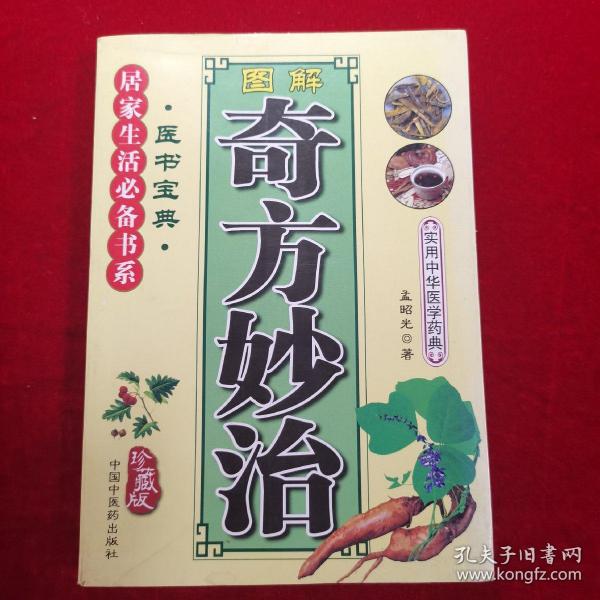 居家生活必备书系
·医书宝典·
图解
奇方妙治
实用中华医学药典
孟昭光◎著
珍藏版
中国中医药出版社
孔夫子旧书网
www.kongfz.com